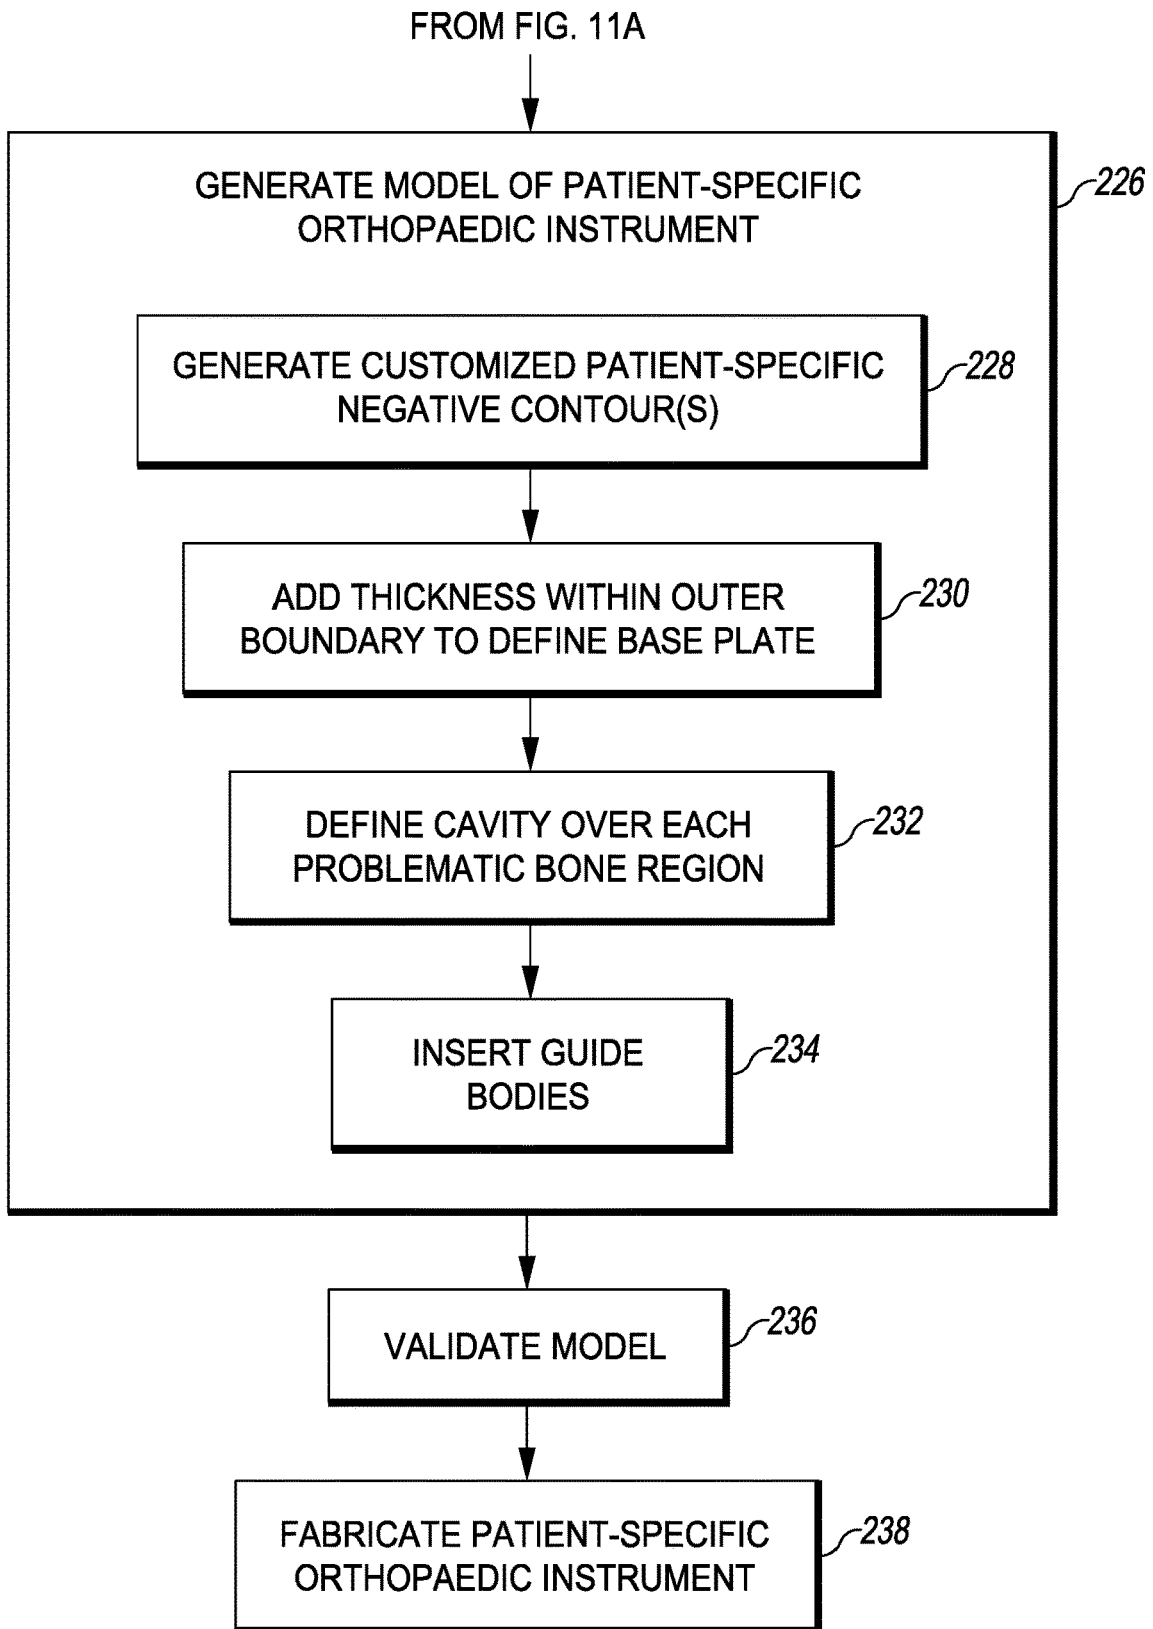 FROM FIG. 11A
GENERATE MODEL OF PATIENT-SPECIFIC
ORTHOPAEDIC INSTRUMENT
226
GENERATE CUSTOMIZED PATIENT-SPECIFIC
NEGATIVE CONTOUR(S)
228
ADD THICKNESS WITHIN OUTER
BOUNDARY TO DEFINE BASE PLATE
230
DEFINE CAVITY OVER EACH
PROBLEMATIC BONE REGION
232
INSERT GUIDE
BODIES
234
VALIDATE MODEL
236
FABRICATE PATIENT-SPECIFIC
ORTHOPAEDIC INSTRUMENT
238